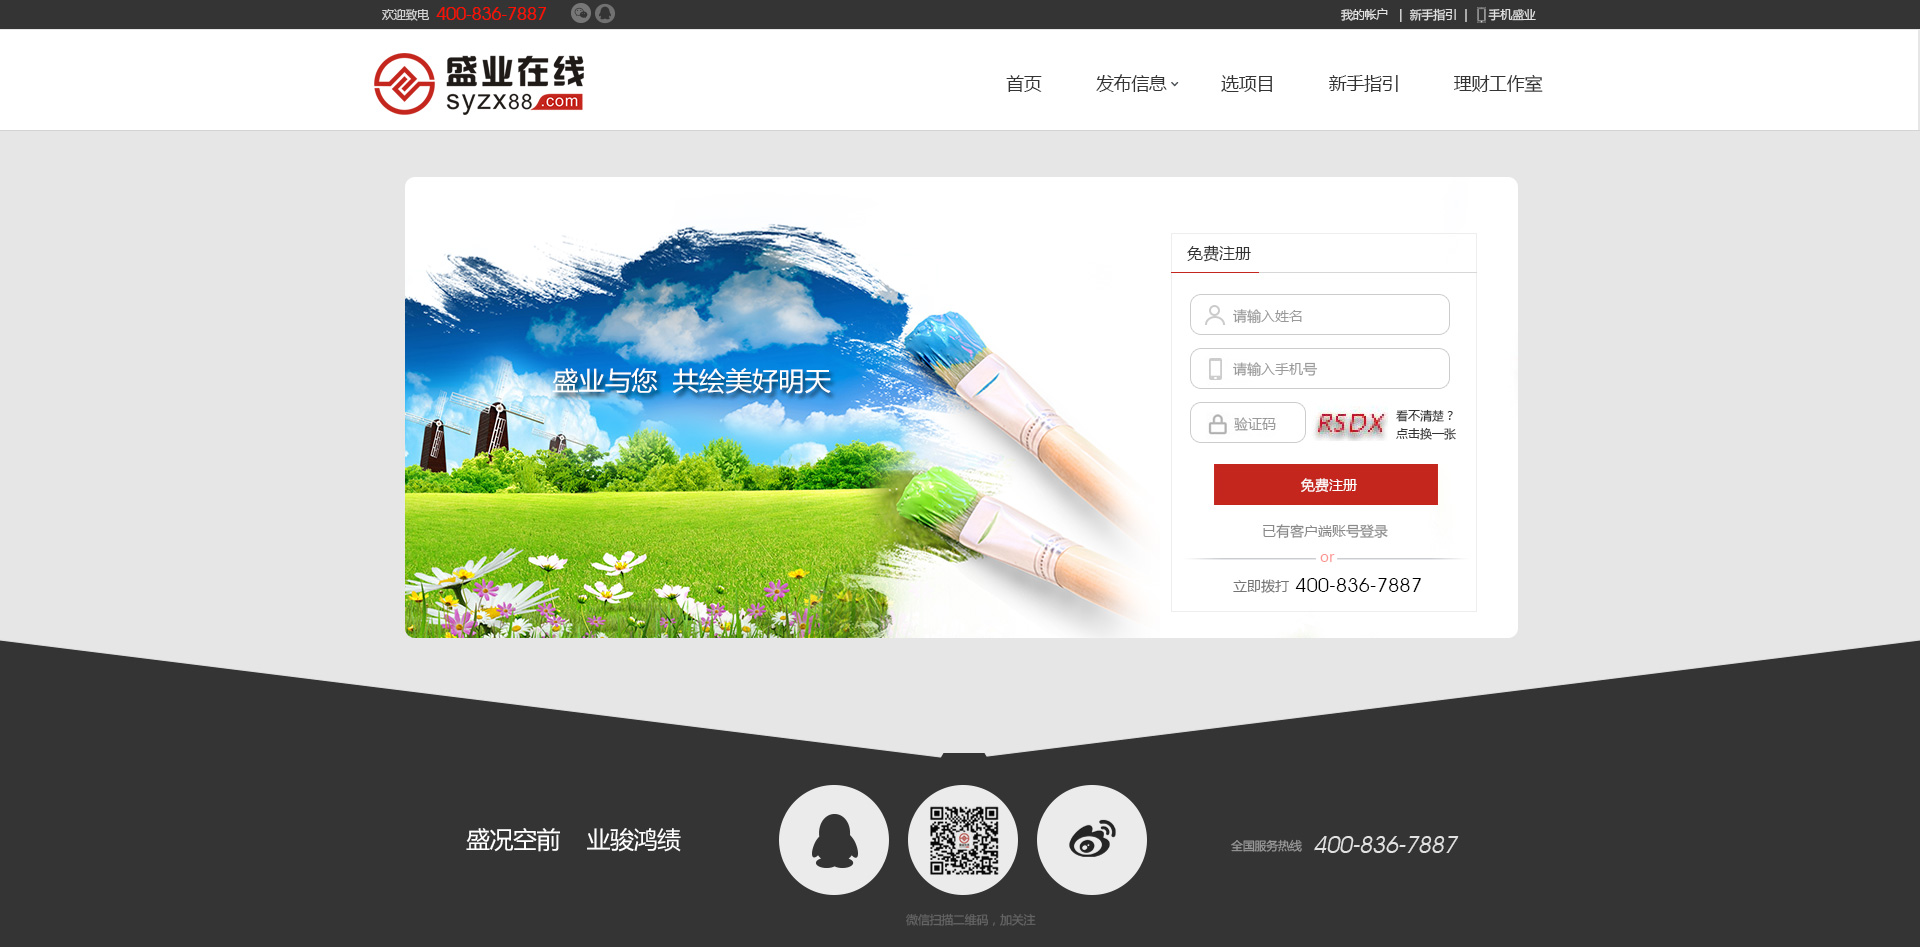 欢迎致电 400-836-7887
我的帐户 | 新手指引 | 手机盛业
盛业在线
syzx88.com
首页 发布信息 选项目 新手指引 理财工作室
免费注册
请输入姓名
请输入手机号
盛业与您 共绘美好明天
验证码 RSDX 看不清楚？
点击换一张
免费注册
已有客户端账号登录
or
立即拨打 400-836-7887
盛况空前 业骏鸿绩
全国服务热线 400-836-7887
微信扫描二维码，加关注